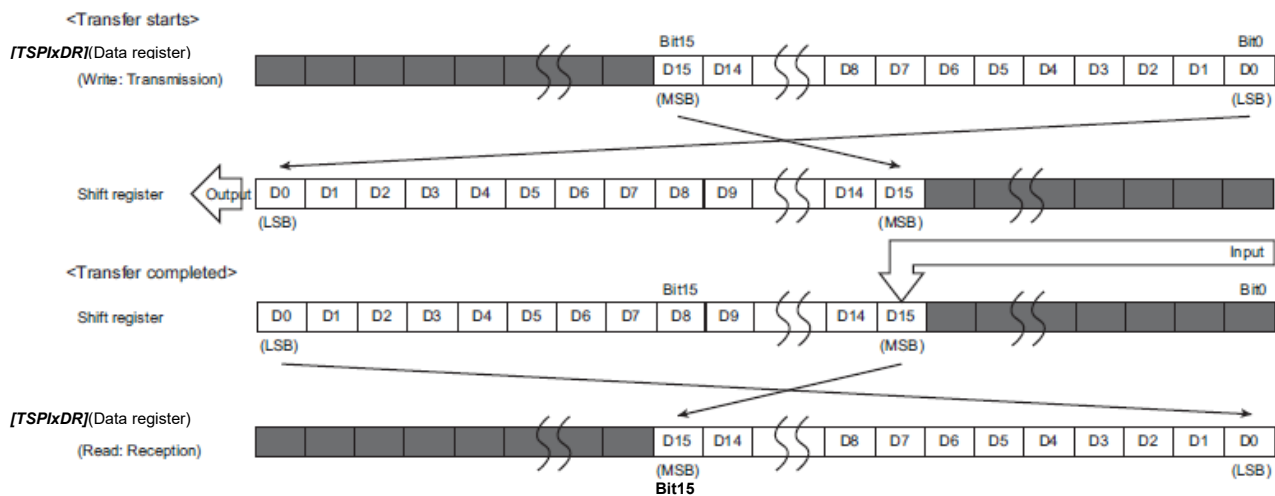 <Transfer starts>
Bit15 Bit0
[TSPIxDR](Data register)
(Write: Transmission)
D15 D14 D8 D7 D6 D5 D4 D3 D2 D1 D0
(MSB) (LSB)
Shift register Output D0 D1 D2 D3 D4 D5 D6 D7 D8 D9 D14 D15
(LSB) (MSB)
Input
<Transfer completed>
Bit15 Bit0
Shift register D0 D1 D2 D3 D4 D5 D6 D7 D8 D9 D14 D15
(LSB) (MSB)
[TSPIxDR](Data register)
(Read: Reception)
D15 D14 D8 D7 D6 D5 D4 D3 D2 D1 D0
(MSB) (LSB)
Bit15